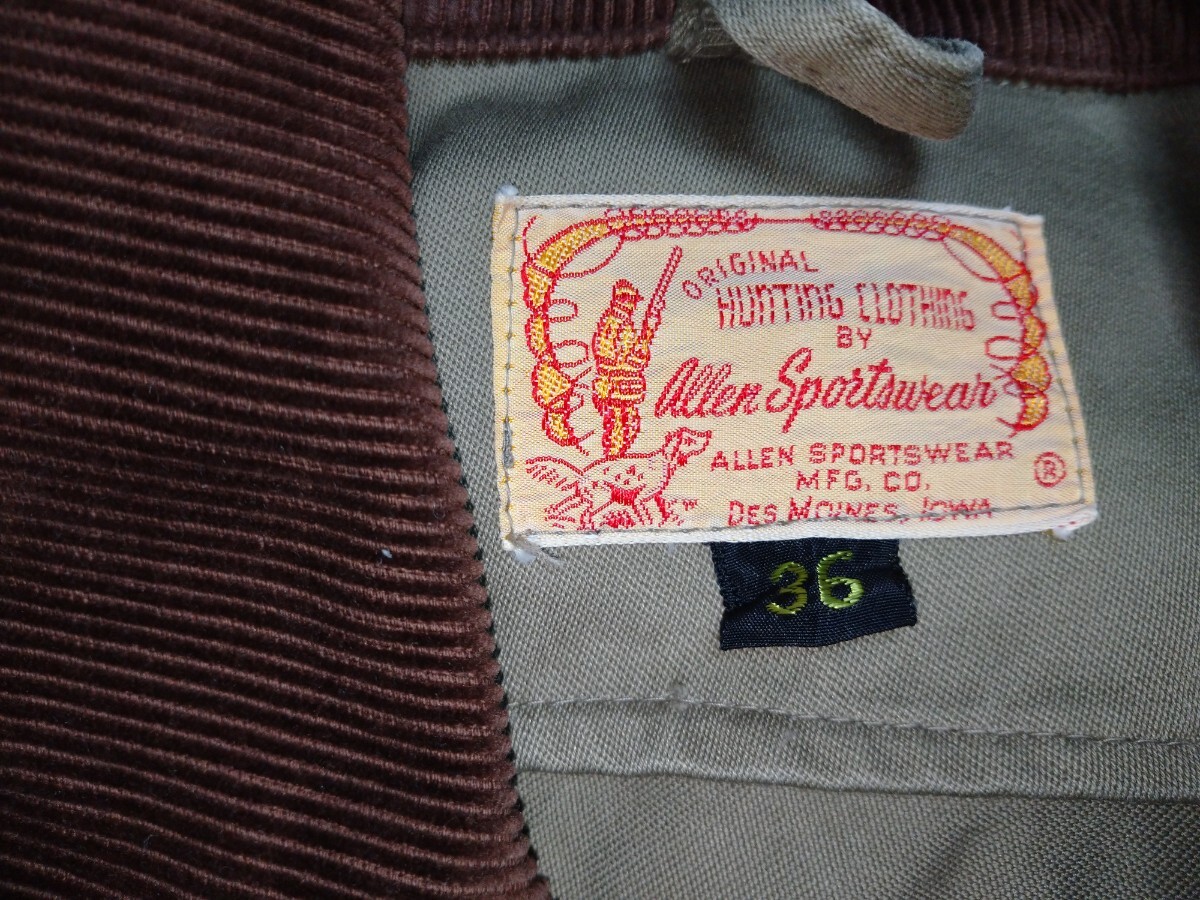 ORIGINAL
HUNTING CLOTHING
BY
Allen Sportswear
ALLEN SPORTSWEAR
MFG. CO.
DES MOINES, IOWA
®
36